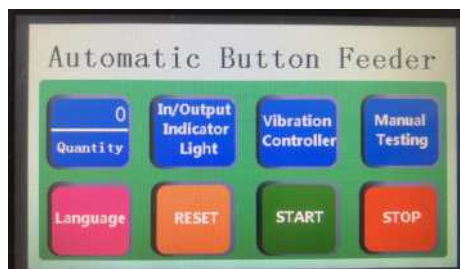 Automatic Button Feeder
0
Quantity
In/Output
Indicator
Light
Vibration
Controller
Manual
Testing
Language
RESET
START
STOP